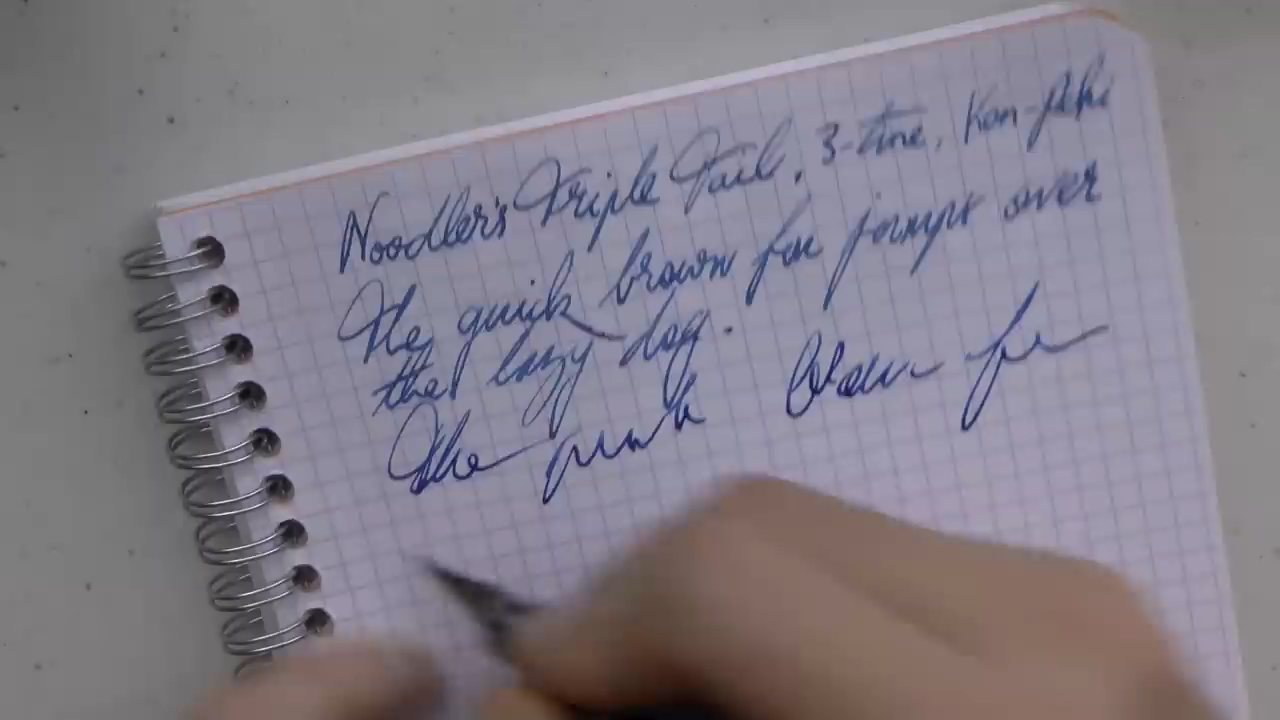 Noodler's Triple Tail, 3-tine, Kon-peki
The quick brown fox jumps over
the lazy dog.
The quick brown fox